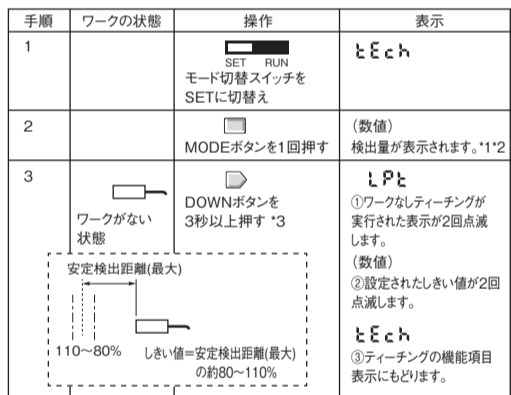 手順 ワークの状態 操作 表示
1
SET RUN
モード切替スイッチを
SETに切替え
tEch
2
MODEボタンを1回押す
(数値)
検出量が表示されます。*1*2
3
ワークがない
状態
DOWNボタンを
3秒以上押す *3
LPt
①ワークなしティーチングが
実行された表示が2回点滅
します。
(数値)
②設定されたしきい値が2回
点滅します。
tEch
③ティーチングの機能項目
表示にもどります。
安定検出距離(最大)
110〜80%
しきい値=安定検出距離(最大)
の約80〜110%